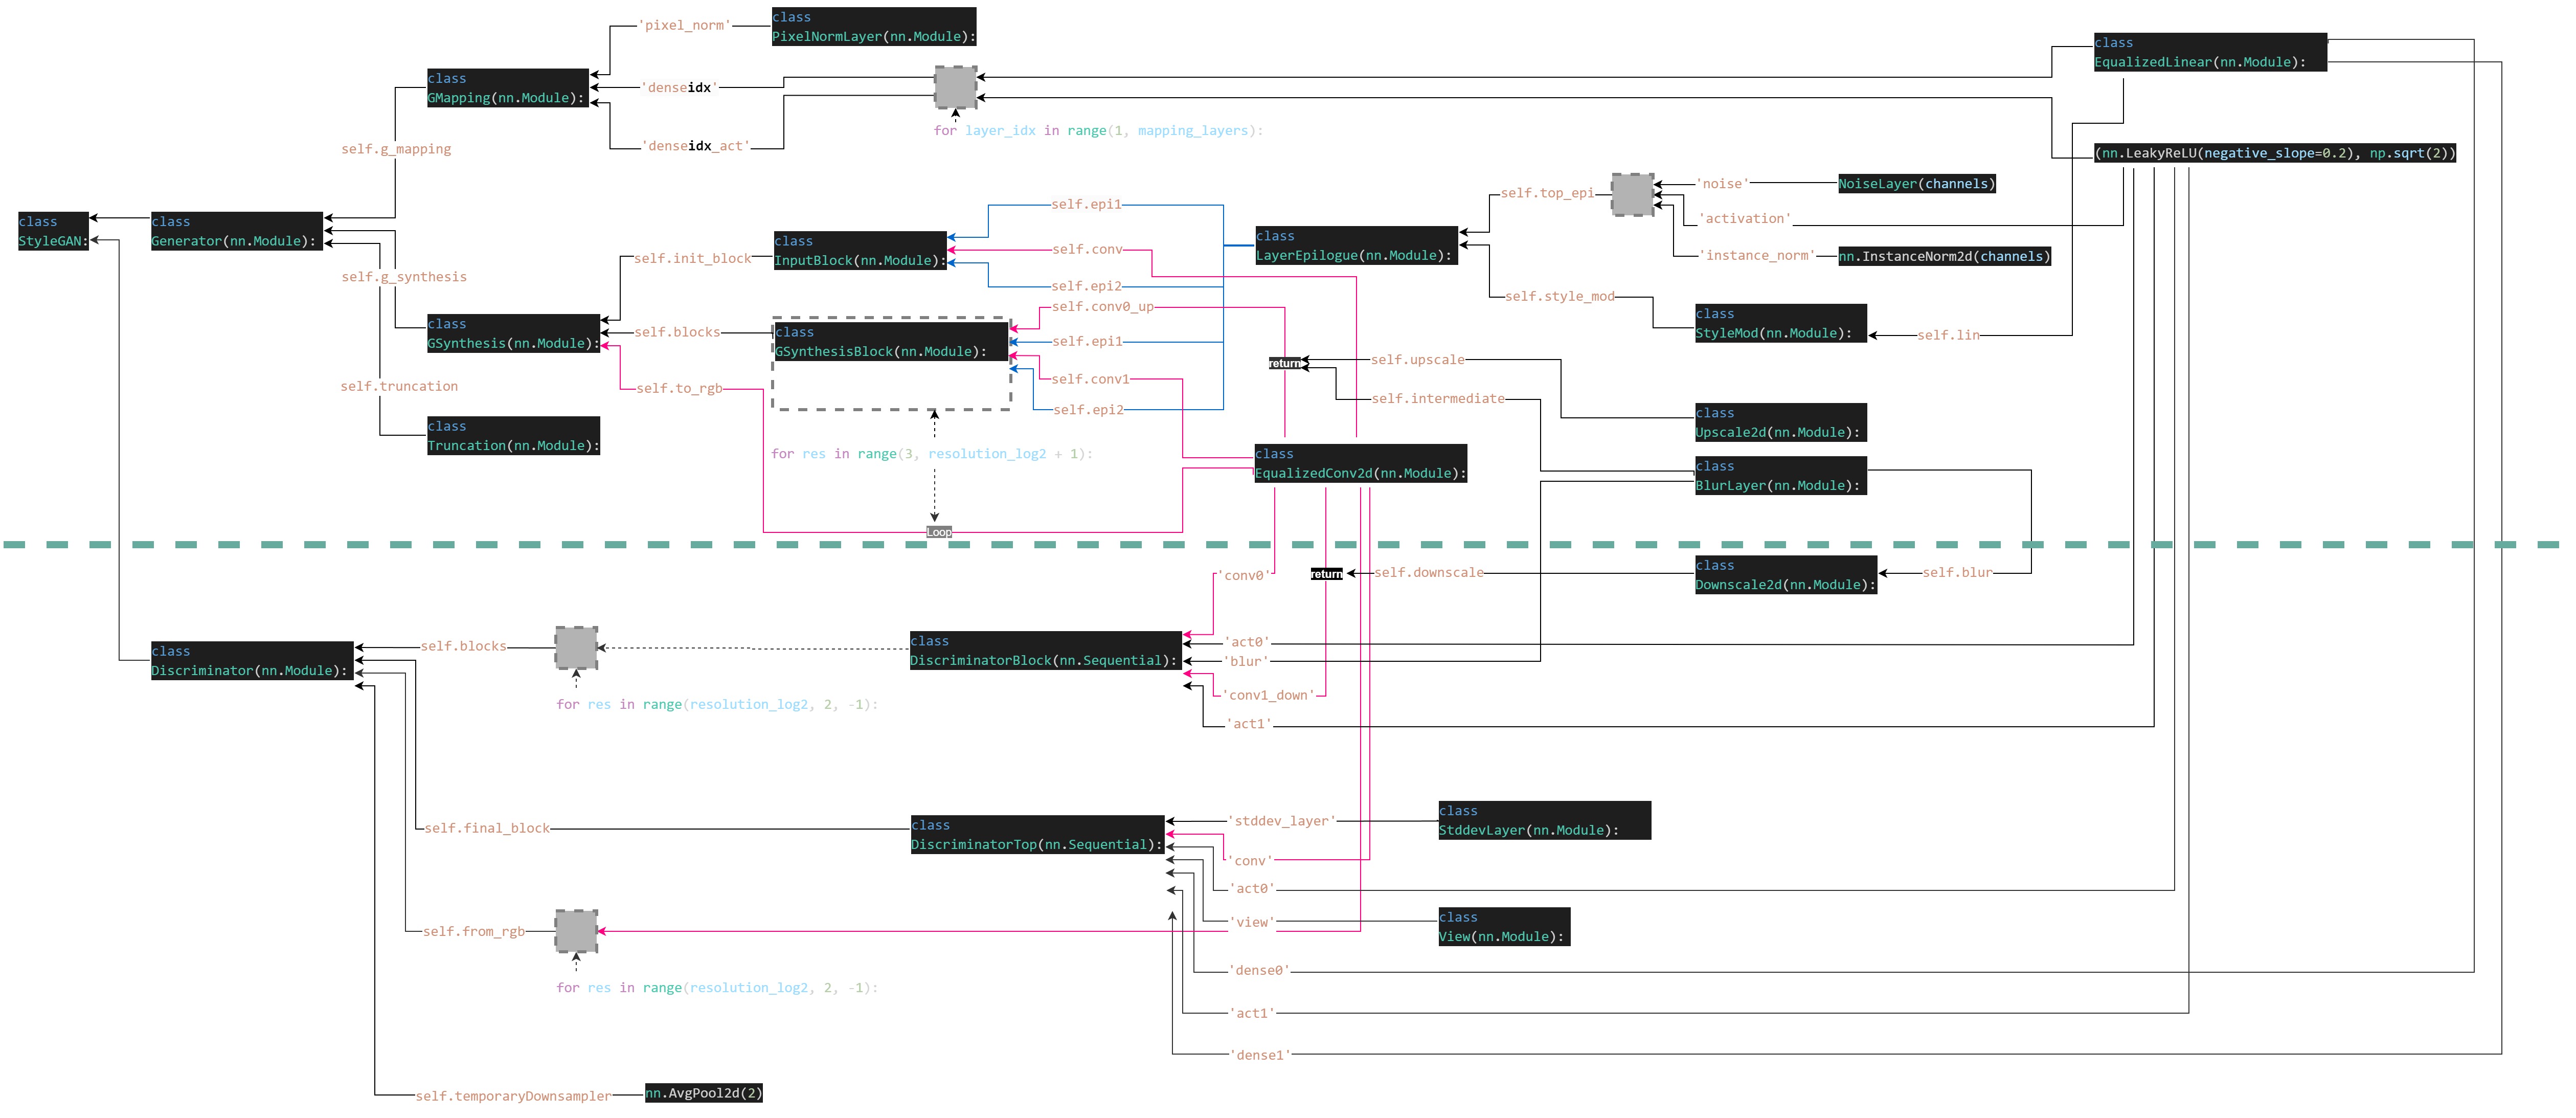 class
PixelNormLayer(nn.Module):
'pixel_norm'
class
EqualizedLinear(nn.Module):
class
GMapping(nn.Module):
'denseidx'
for layer_idx in range(1, mapping_layers):
'denseidx_act'
self.g_mapping
(nn.LeakyReLU(negative_slope=0.2), np.sqrt(2))
'noise'
NoiseLayer(channels)
self.top_epi
'activation'
'instance_norm'
nn.InstanceNorm2d(channels)
class
StyleGAN:
class
Generator(nn.Module):
self.epi1
self.conv
self.epi2
class
InputBlock(nn.Module):
self.init_block
class
LayerEpilogue(nn.Module):
self.g_synthesis
self.style_mod
class
StyleMod(nn.Module):
self.lin
self.conv0_up
class
GSynthesis(nn.Module):
self.blocks
class
GSynthesisBlock(nn.Module):
self.epi1
self.conv1
self.epi2
return
self.upscale
self.intermediate
self.truncation
self.to_rgb
class
Truncation(nn.Module):
class
Upscale2d(nn.Module):
for res in range(3, resolution_log2 + 1):
class
EqualizedConv2d(nn.Module):
class
BlurLayer(nn.Module):
Loop
'conv0'
return
self.downscale
class
Downscale2d(nn.Module):
self.blur
class
Discriminator(nn.Module):
self.blocks
class
DiscriminatorBlock(nn.Sequential):
'act0'
'blur'
'conv1_down'
'act1'
for res in range(resolution_log2, 2, -1):
self.final_block
class
DiscriminatorTop(nn.Sequential):
'stddev_layer'
class
StddevLayer(nn.Module):
'conv'
'act0'
'view'
class
View(nn.Module):
self.from_rgb
'dense0'
for res in range(resolution_log2, 2, -1):
'act1'
'dense1'
self.temporaryDownsampler
nn.AvgPool2d(2)